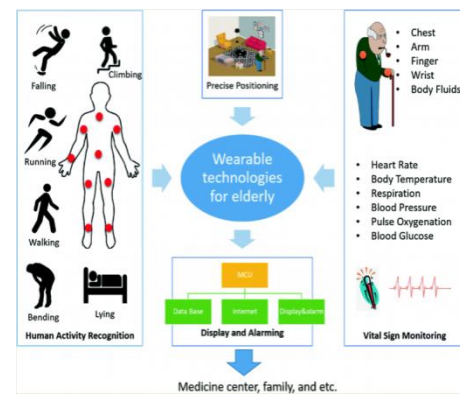 Falling
Climbing
Running
Walking
Bending
Lying
Human Activity Recognition
Precise Positioning
Wearable
technologies
for elderly
MCU
Data Base
Internet
Display&alarm
Display and Alarming
Medicine center, family, and etc.
• Chest
• Arm
• Finger
• Wrist
• Body Fluids
• Heart Rate
• Body Temperature
• Respiration
• Blood Pressure
• Pulse Oxygenation
• Blood Glucose
Vital Sign Monitoring